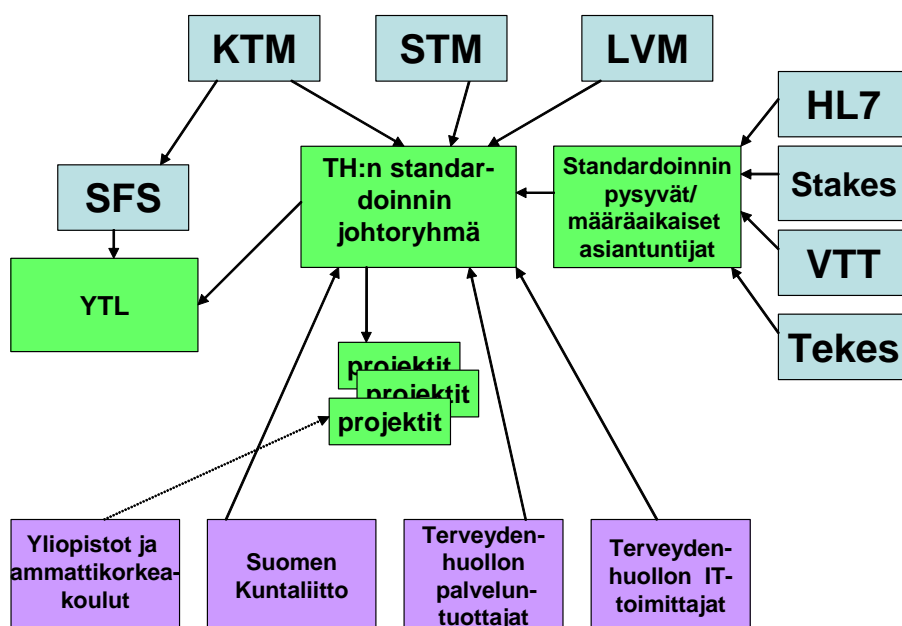 KTM
STM
LVM
HL7
TH:n standar-
doinnin
johtoryhmä
Standardoinnin
pysyvät/
määräaikaiset
asiantuntijat
Stakes
SFS
VTT
YTL
Tekes
projektit
projektit
projektit
Yliopistot ja
ammattikorkea-
koulut
Suomen
Kuntaliitto
Terveyden-
huollon
palvelun-
tuottajat
Terveyden-
huollon IT-
toimittajat